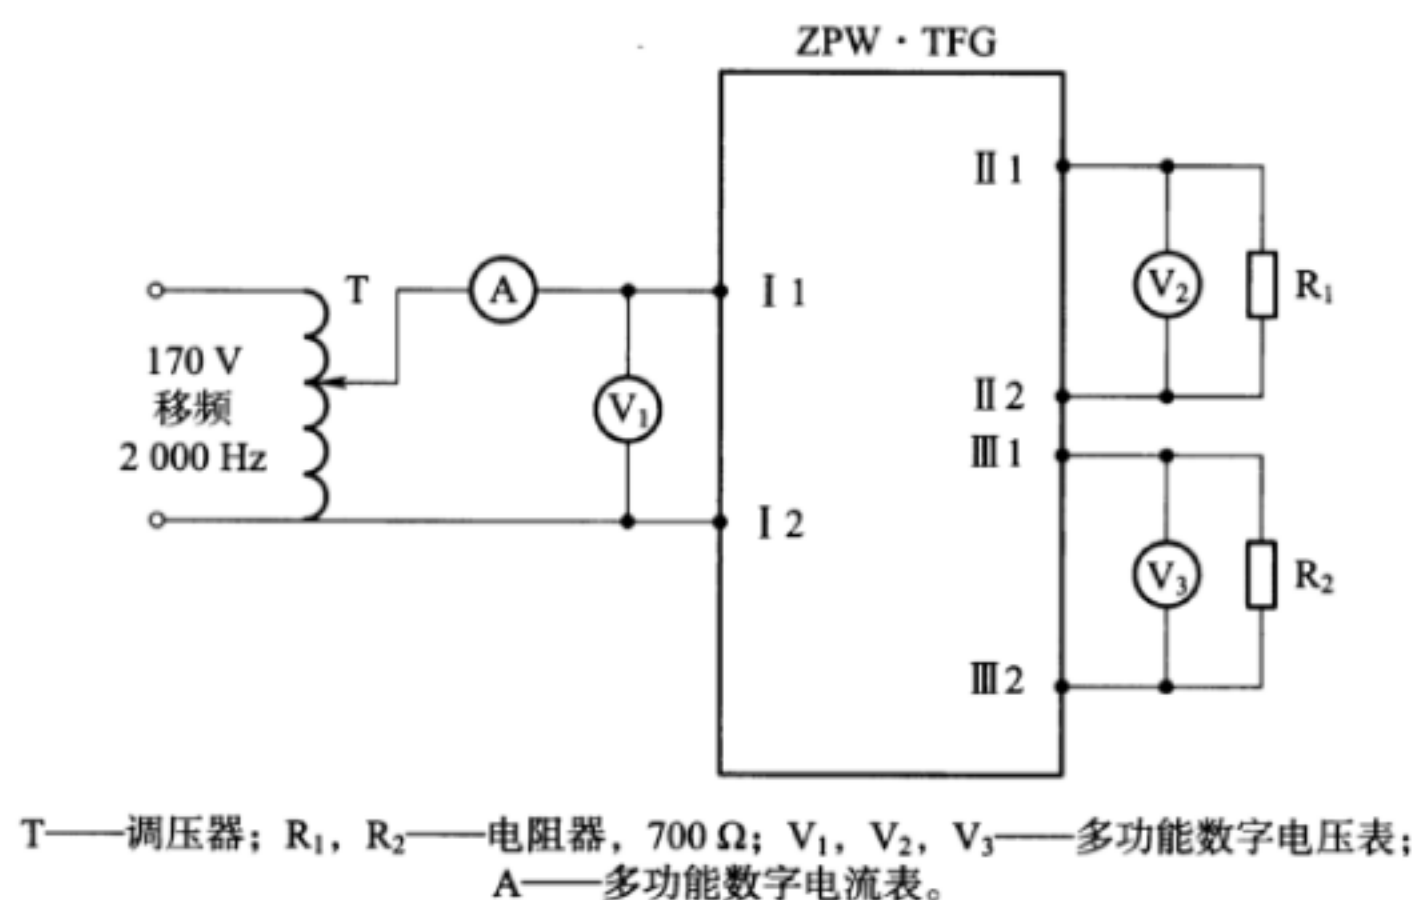 ZPW·TFG
Ⅱ1
T
A
Ⅰ1
V₂
R₁
170 V
移频
2 000 Hz
V₁
Ⅱ2
Ⅲ1
Ⅰ2
V₃
R₂
Ⅲ2
T——调压器；R₁，R₂——电阻器，700 Ω；V₁，V₂，V₃——多功能数字电压表；
A——多功能数字电流表。